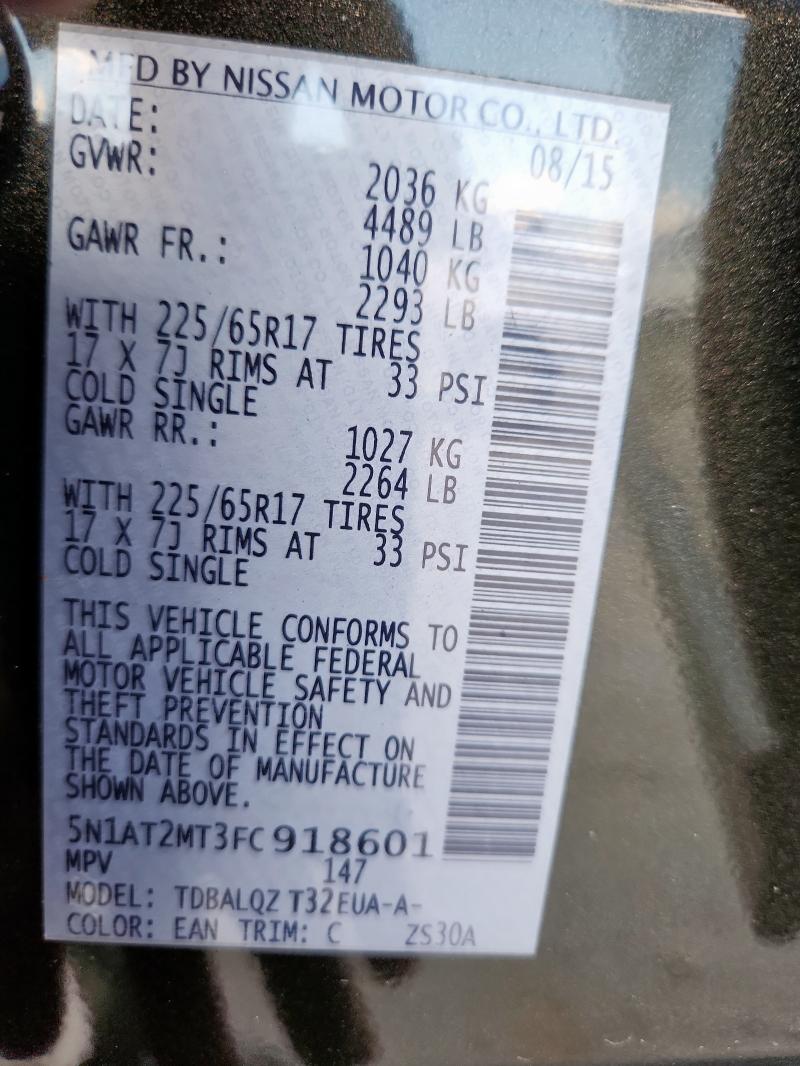 MFD BY NISSAN MOTOR CO., LTD.
DATE: 08/15
GVWR: 2036 KG
4489 LB
GAWR FR.: 1040 KG
2293 LB
WITH 225/65R17 TIRES
17 X 7J RIMS AT 33 PSI
COLD SINGLE
GAWR RR.: 1027 KG
2264 LB
WITH 225/65R17 TIRES
17 X 7J RIMS AT 33 PSI
COLD SINGLE
THIS VEHICLE CONFORMS TO
ALL APPLICABLE FEDERAL
MOTOR VEHICLE SAFETY AND
THEFT PREVENTION
STANDARDS IN EFFECT ON
THE DATE OF MANUFACTURE
SHOWN ABOVE.
5N1AT2MT3FC918601
MPV 147
MODEL: TDBALQZ T32EUA-A-
COLOR: EAN TRIM: C ZS30A